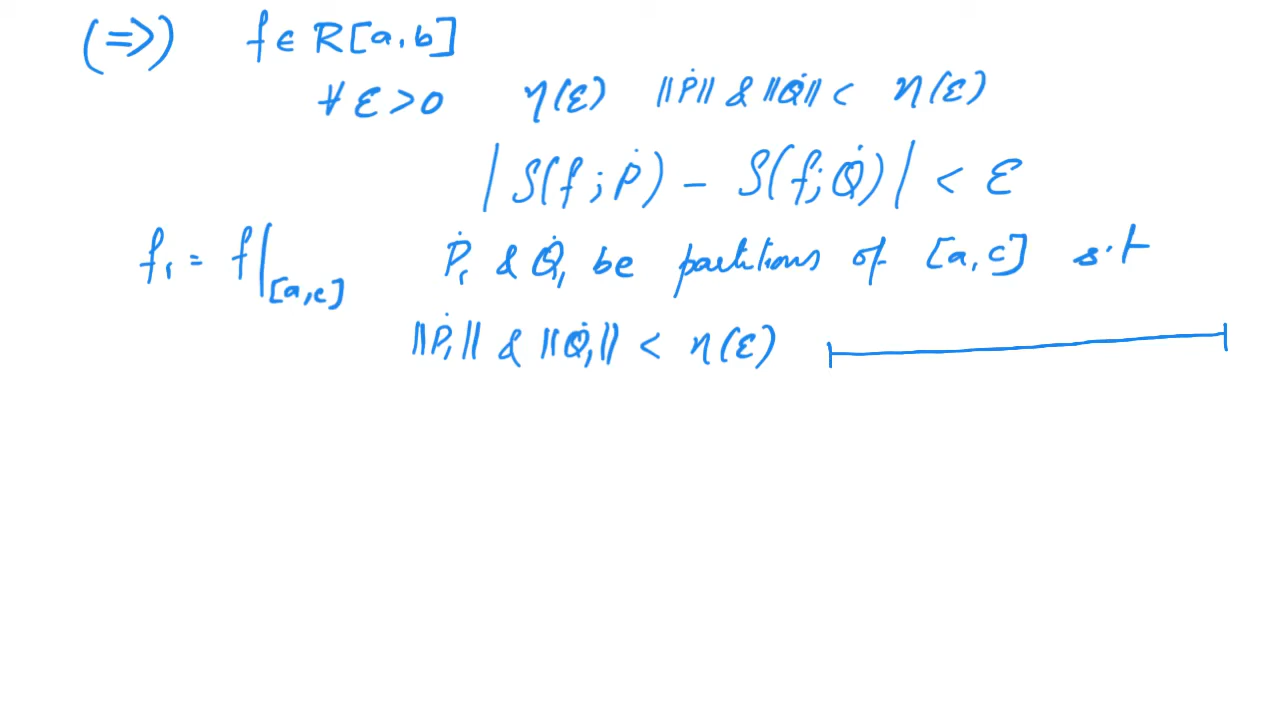 (⇒) f ∈ R[a,b]
∀ ε > 0 η(ε) ||Ṗ|| & ||Q̇|| < η(ε)
| S(f; Ṗ) − S(f; Q̇) | < ε
f₁ = f|[a,c] Ṗ₁ & Q̇₁ be partitions of [a,c] s.t
||Ṗ₁|| & ||Q̇₁|| < η(ε)